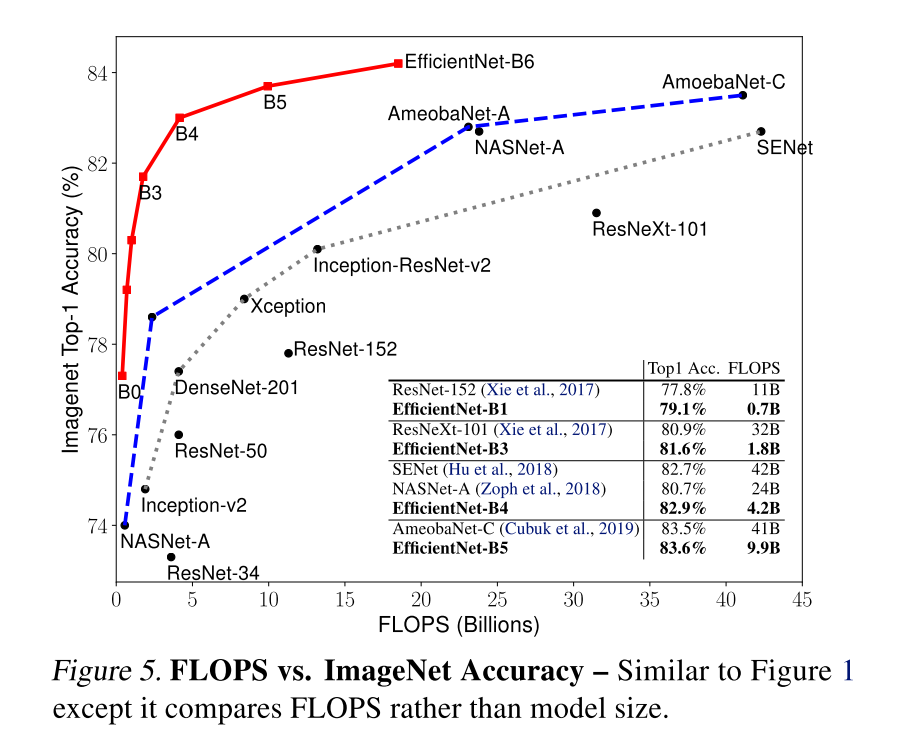 84
82
80
78
76
74
Imagenet Top-1 Accuracy (%)
EfficientNet-B6
B5
B4
B3
B0
AmoebaNet-C
AmeobaNet-A
NASNet-A
SENet
ResNeXt-101
Inception-ResNet-v2
Xception
ResNet-152
DenseNet-201
ResNet-50
Inception-v2
NASNet-A
ResNet-34
Top1 Acc. FLOPS
ResNet-152 (Xie et al., 2017) 77.8% 11B
EfficientNet-B1 79.1% 0.7B
ResNeXt-101 (Xie et al., 2017) 80.9% 32B
EfficientNet-B3 81.6% 1.8B
SENet (Hu et al., 2018) 82.7% 42B
NASNet-A (Zoph et al., 2018) 80.7% 24B
EfficientNet-B4 82.9% 4.2B
AmeobaNet-C (Cubuk et al., 2019) 83.5% 41B
EfficientNet-B5 83.6% 9.9B
0 5 10 15 20 25 30 35 40 45
FLOPS (Billions)
Figure 5. FLOPS vs. ImageNet Accuracy – Similar to Figure 1
except it compares FLOPS rather than model size.